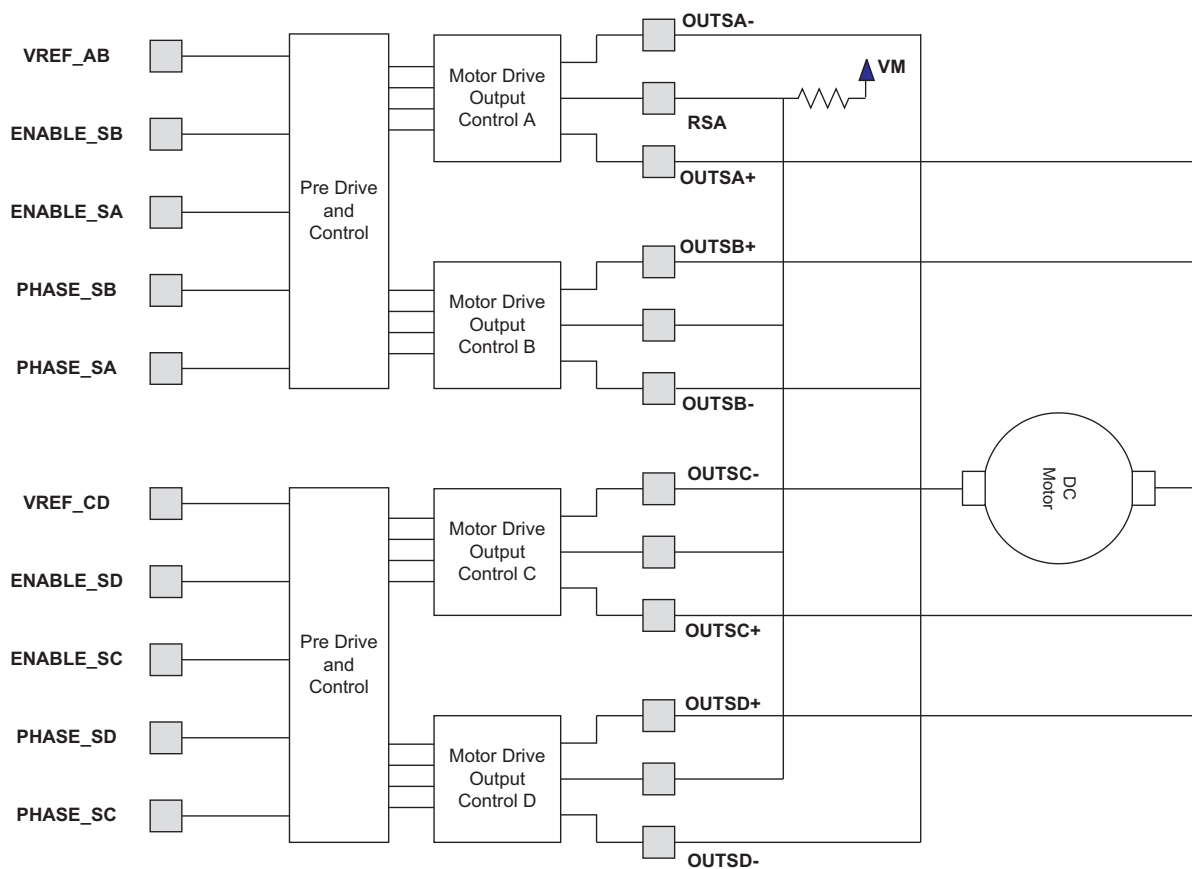 VREF_AB
ENABLE_SB
ENABLE_SA
PHASE_SB
PHASE_SA
Pre Drive
and
Control
Motor Drive
Output
Control A
OUTSA-
VM
RSA
OUTSA+
Motor Drive
Output
Control B
OUTSB+
OUTSB-
VREF_CD
ENABLE_SD
ENABLE_SC
PHASE_SD
PHASE_SC
Pre Drive
and
Control
Motor Drive
Output
Control C
OUTSC-
OUTSC+
Motor Drive
Output
Control D
OUTSD+
OUTSD-
DC
Motor